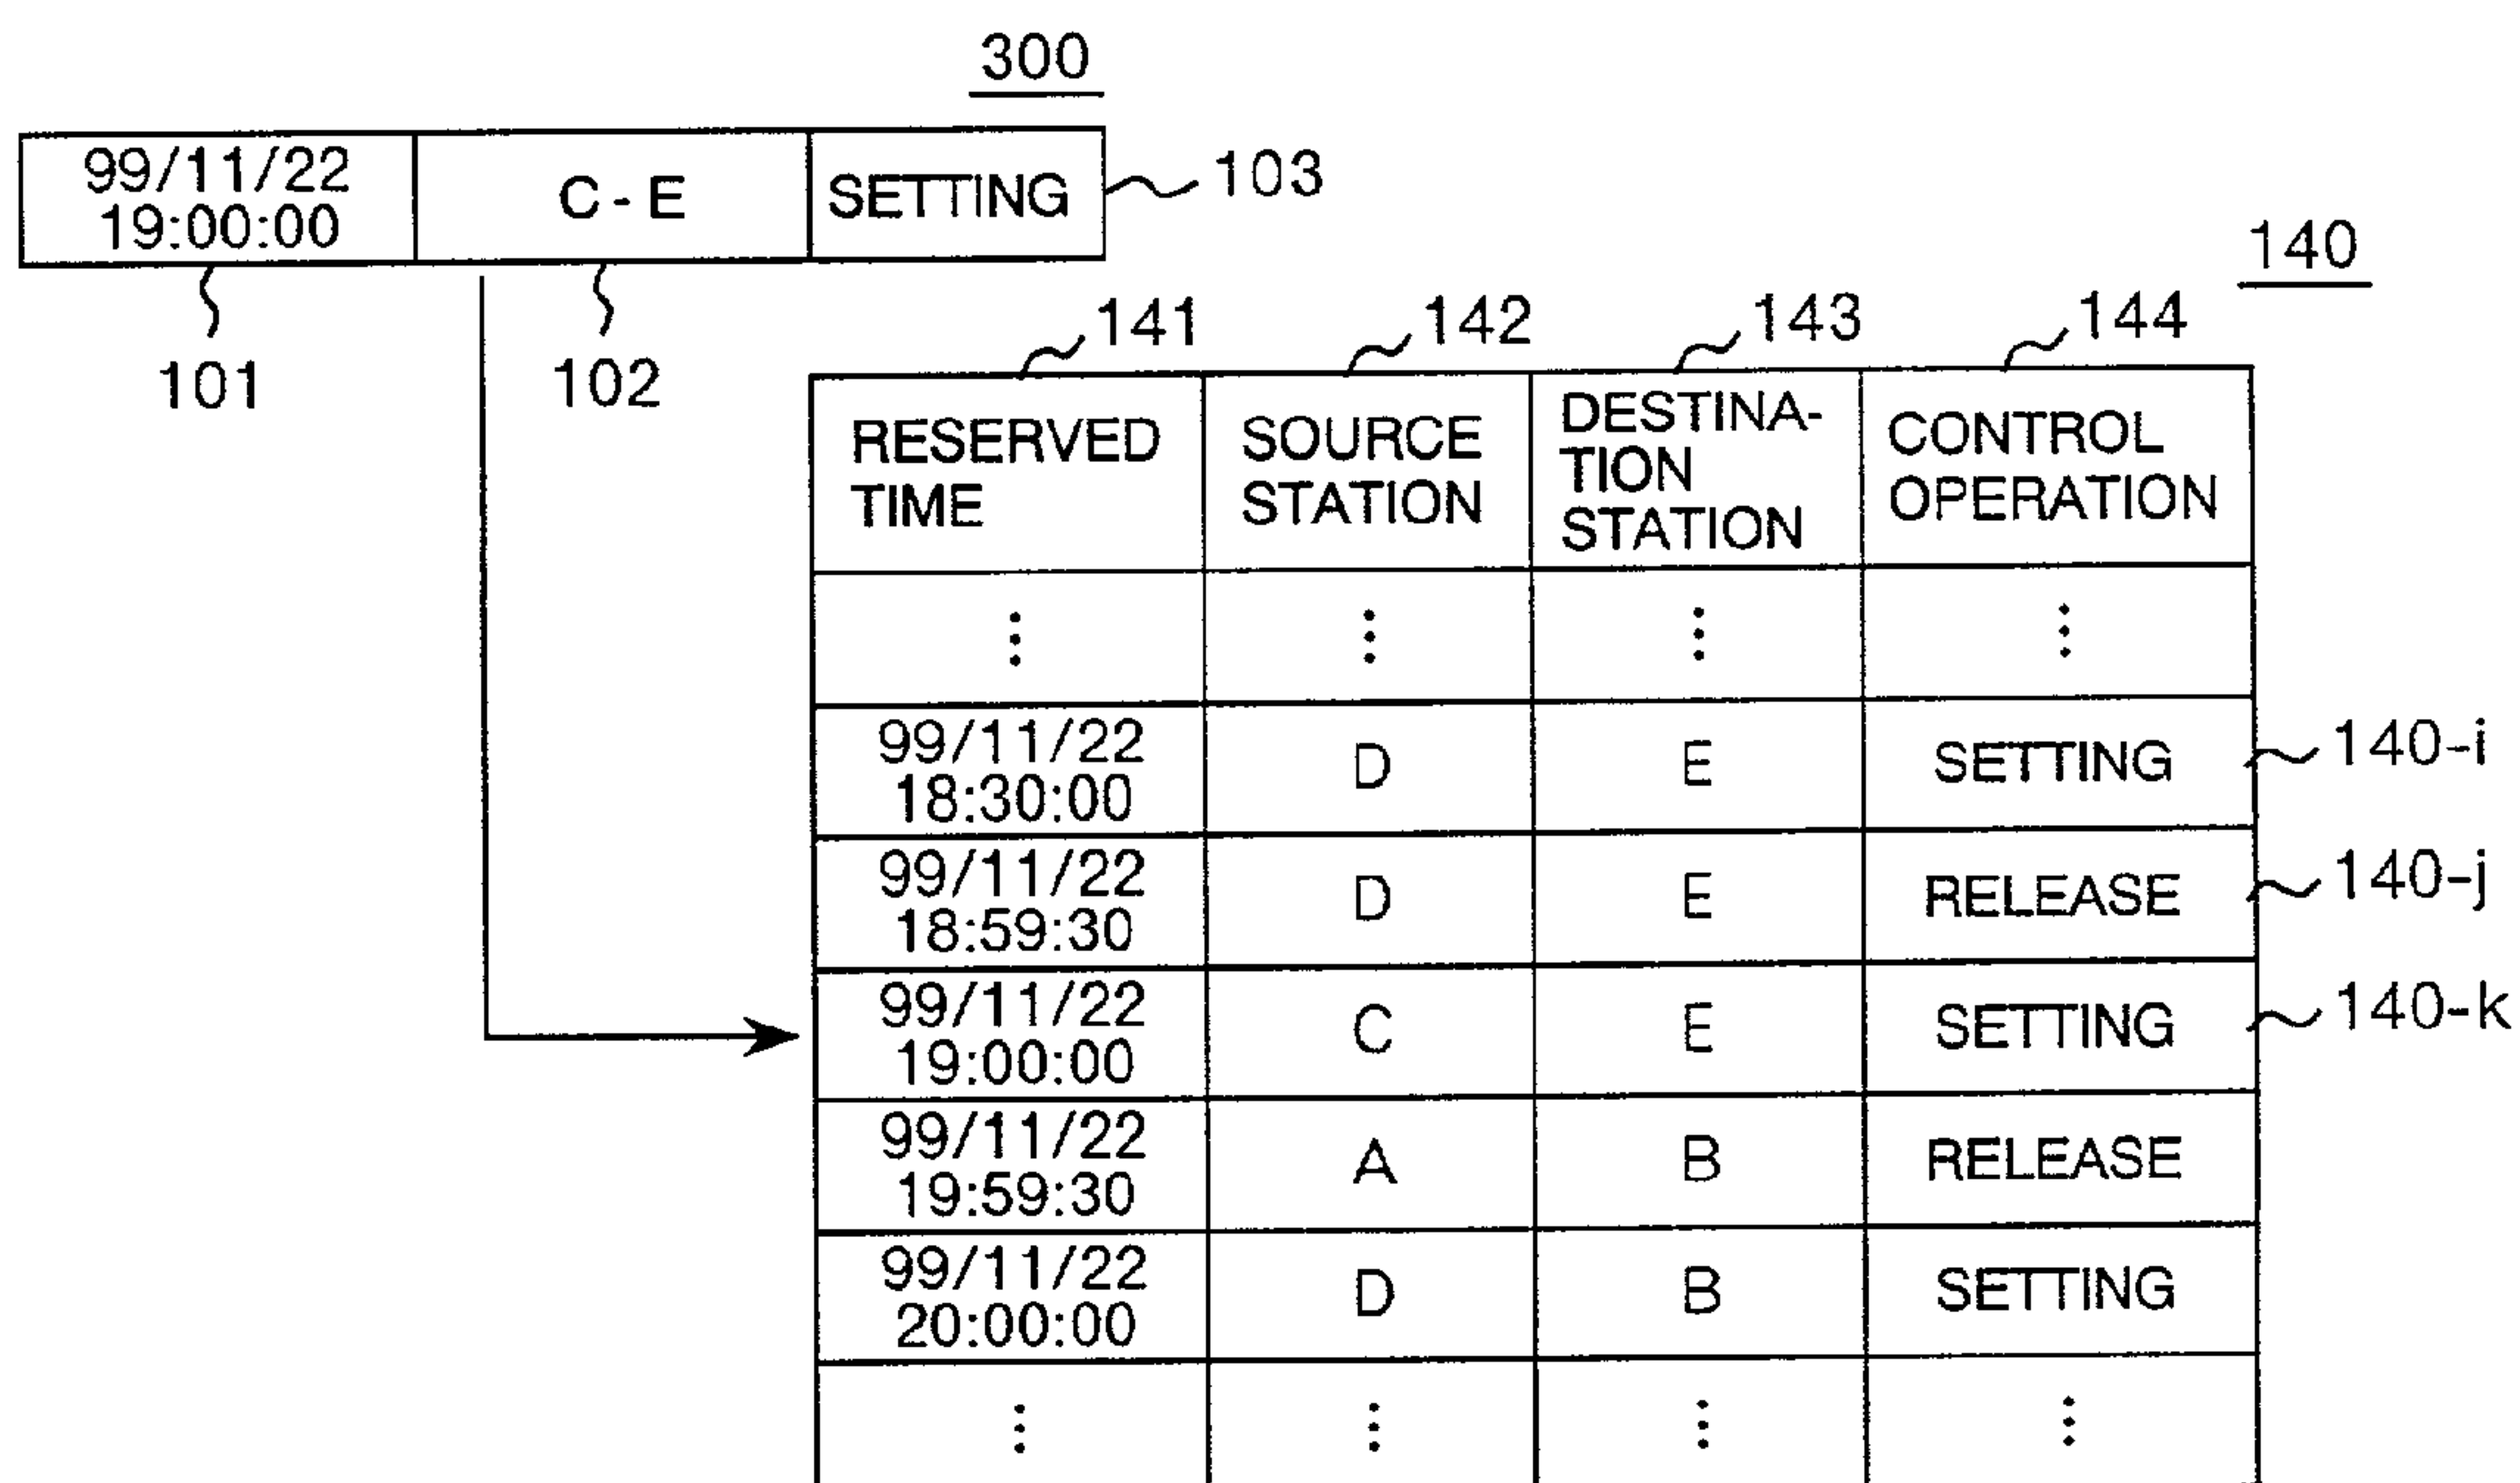 300
99/11/22
19:00:00
C - E
SETTING
103
101
102
140
141
142
143
144
RESERVED
TIME
SOURCE
STATION
DESTINA-
TION
STATION
CONTROL
OPERATION
99/11/22
18:30:00
D
E
SETTING
140-i
99/11/22
18:59:30
D
E
RELEASE
140-j
99/11/22
19:00:00
C
E
SETTING
140-k
99/11/22
19:59:30
A
B
RELEASE
99/11/22
20:00:00
D
B
SETTING